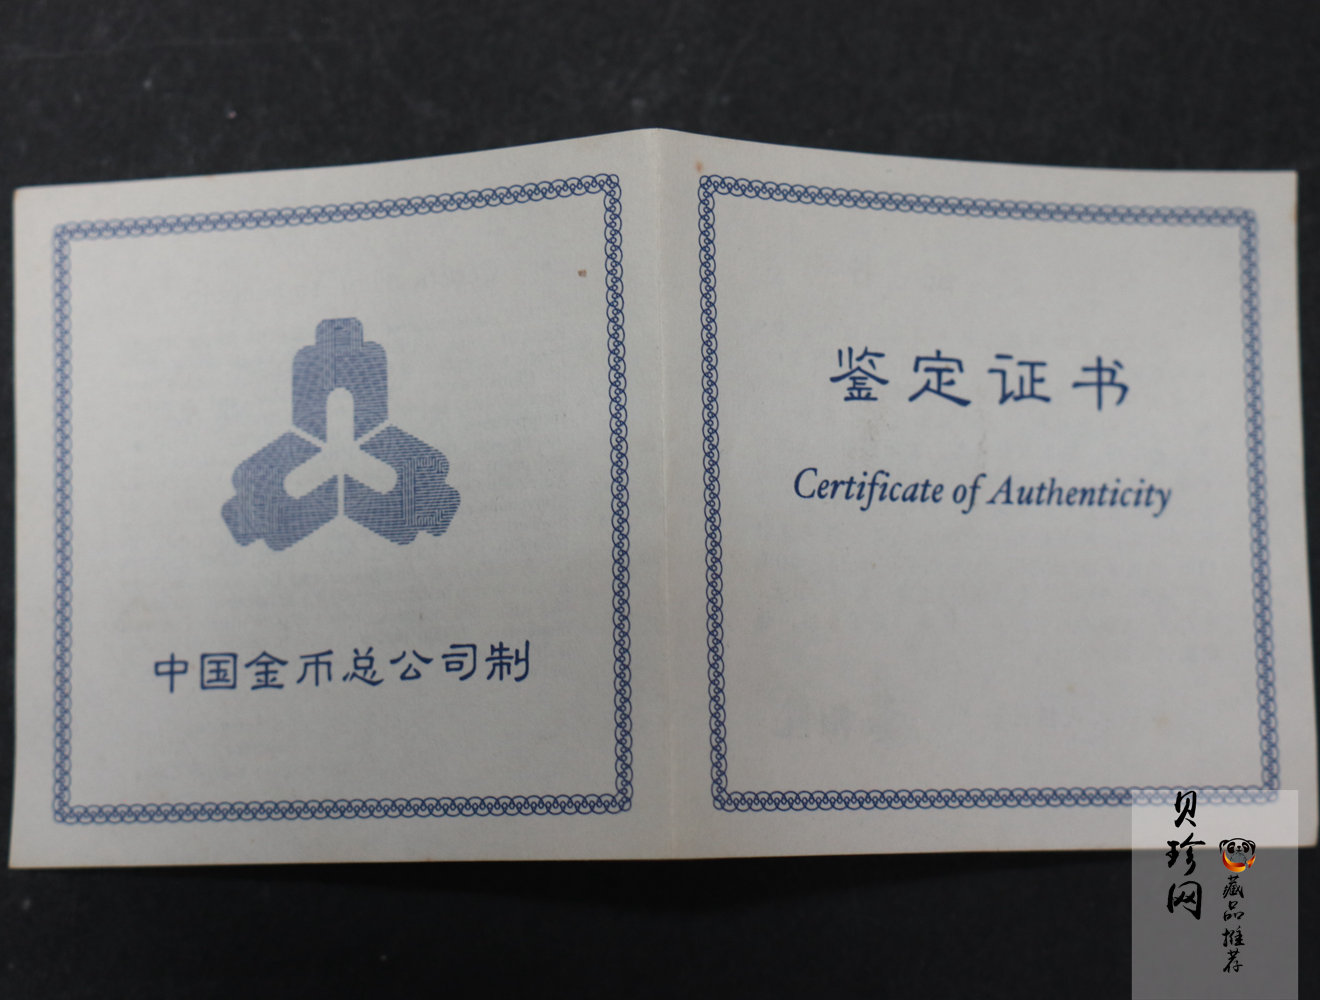 中国金币总公司制
鉴定证书
Certificate of Authenticity
贝珍网
藏品推荐